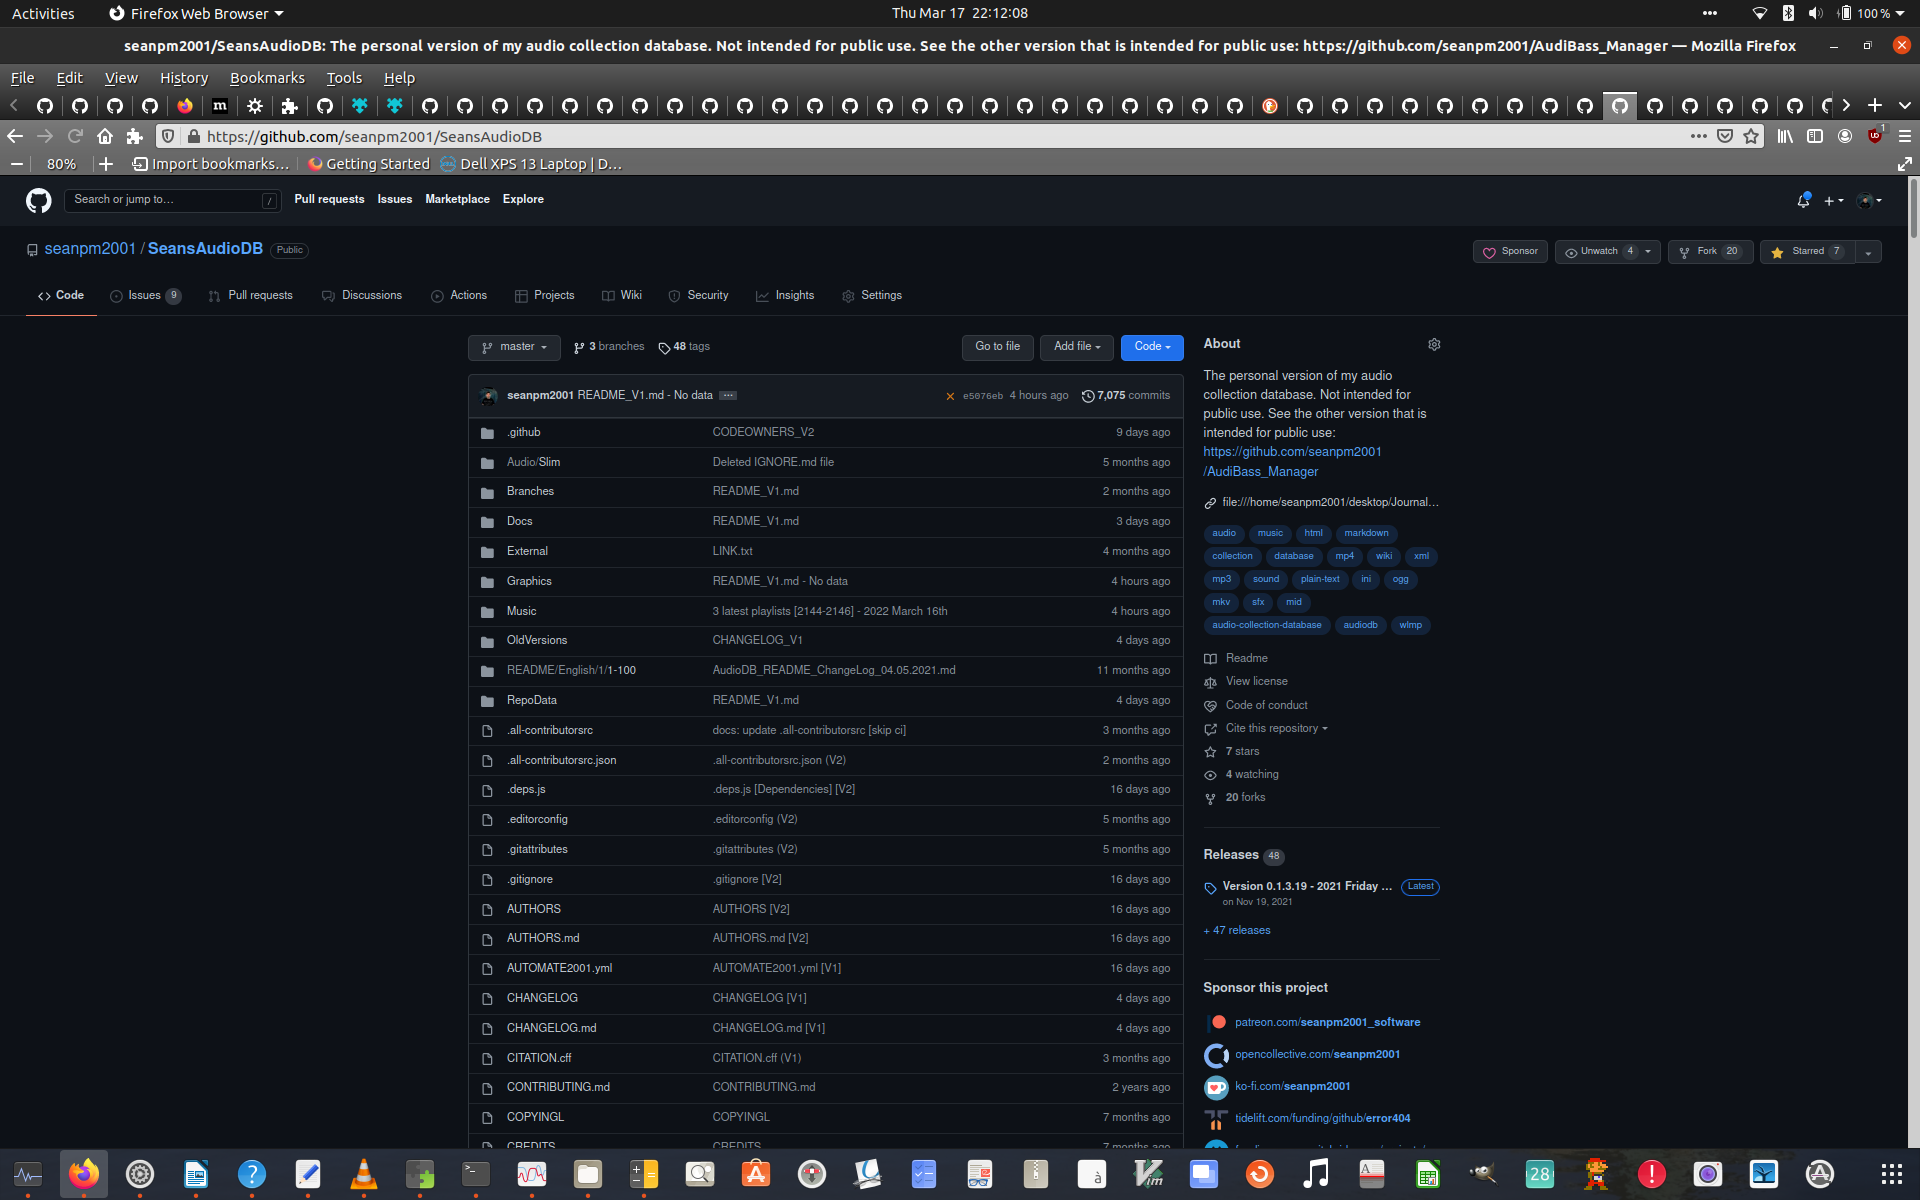 Activities
Firefox Web Browser
Thu Mar 17  22:12:08
100 %
seanpm2001/SeansAudioDB: The personal version of my audio collection database. Not intended for public use. See the other version that is intended for public use: https://github.com/seanpm2001/AudiBass_Manager — Mozilla Firefox
File Edit View History Bookmarks Tools Help
https://github.com/seanpm2001/SeansAudioDB
80% Import bookmarks... Getting Started Dell XPS 13 Laptop | D...
Search or jump to... / Pull requests Issues Marketplace Explore
seanpm2001 / SeansAudioDB Public
Sponsor Unwatch 4 Fork 20 Starred 7
Code Issues 9 Pull requests Discussions Actions Projects Wiki Security Insights Settings
master 3 branches 48 tags Go to file Add file Code
seanpm2001 README_V1.md - No data ... e5076eb 4 hours ago 7,075 commits
.github CODEOWNERS_V2 9 days ago
Audio/Slim Deleted IGNORE.md file 5 months ago
Branches README_V1.md 2 months ago
Docs README_V1.md 3 days ago
External LINK.txt 4 months ago
Graphics README_V1.md - No data 4 hours ago
Music 3 latest playlists [2144-2146] - 2022 March 16th 4 hours ago
OldVersions CHANGELOG_V1 4 days ago
README/English/1/1-100 AudioDB_README_ChangeLog_04.05.2021.md 11 months ago
RepoData README_V1.md 4 days ago
.all-contributorsrc docs: update .all-contributorsrc [skip ci] 3 months ago
.all-contributorsrc.json .all-contributorsrc.json (V2) 2 months ago
.deps.js .deps.js [Dependencies] [V2] 16 days ago
.editorconfig .editorconfig (V2) 5 months ago
.gitattributes .gitattributes (V2) 5 months ago
.gitignore .gitignore [V2] 16 days ago
AUTHORS AUTHORS [V2] 16 days ago
AUTHORS.md AUTHORS.md [V2] 16 days ago
AUTOMATE2001.yml AUTOMATE2001.yml [V1] 16 days ago
CHANGELOG CHANGELOG [V1] 4 days ago
CHANGELOG.md CHANGELOG.md [V1] 4 days ago
CITATION.cff CITATION.cff (V1) 3 months ago
CONTRIBUTING.md CONTRIBUTING.md 2 years ago
COPYINGL COPYINGL 7 months ago
CREDITS CREDITS 7 months ago
About
The personal version of my audio
collection database. Not intended for
public use. See the other version that is
intended for public use:
https://github.com/seanpm2001
/AudiBass_Manager
file:///home/seanpm2001/desktop/Journal...
audio music html markdown
collection database mp4 wiki xml
mp3 sound plain-text ini ogg
mkv sfx mid
audio-collection-database audiodb wlmp
Readme
View license
Code of conduct
Cite this repository
7 stars
4 watching
20 forks
Releases 48
Version 0.1.3.19 - 2021 Friday ... Latest
on Nov 19, 2021
+ 47 releases
Sponsor this project
patreon.com/seanpm2001_software
opencollective.com/seanpm2001
ko-fi.com/seanpm2001
tidelift.com/funding/github/error404
28